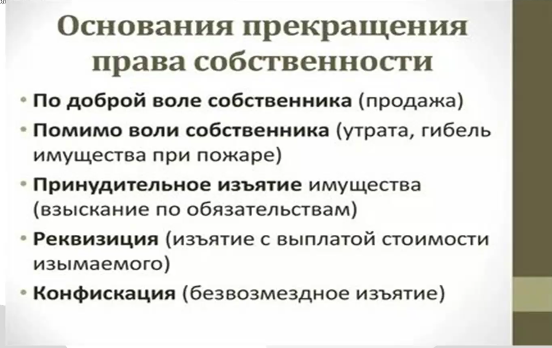 Основания прекращения
права собственности
• По доброй воле собственника (продажа)
• Помимо воли собственника (утрата, гибель
имущества при пожаре)
• Принудительное изъятие имущества
(взыскание по обязательствам)
• Реквизиция (изъятие с выплатой стоимости
изымаемого)
• Конфискация (безвозмездное изъятие)